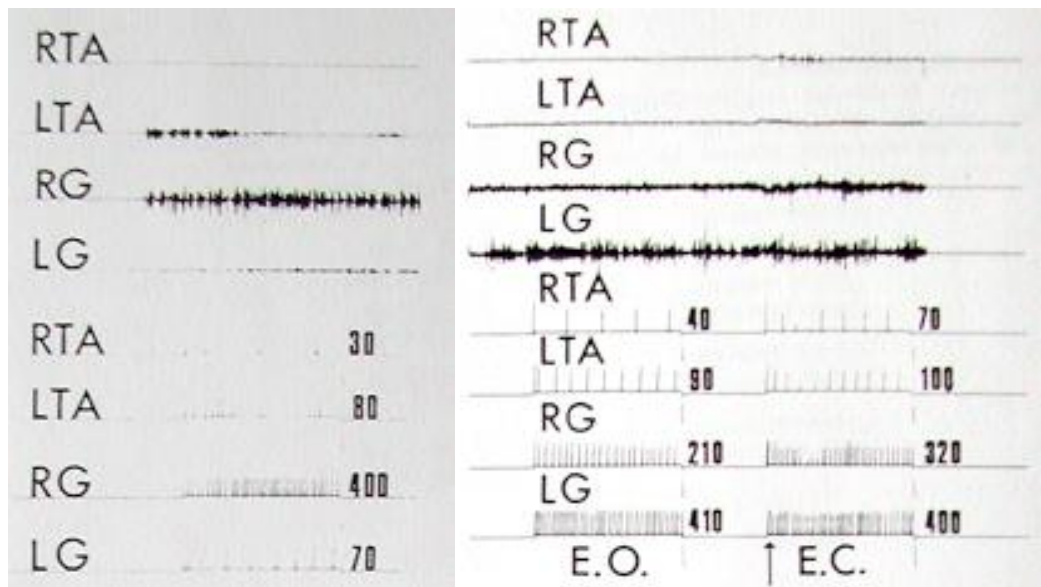 RTA
LTA
RG
LG
RTA 30
LTA 80
RG 400
LG 70
RTA
LTA
RG
LG
RTA 40 70
LTA 90 100
RG 210 320
LG 410 400
E.O. ↑ E.C.